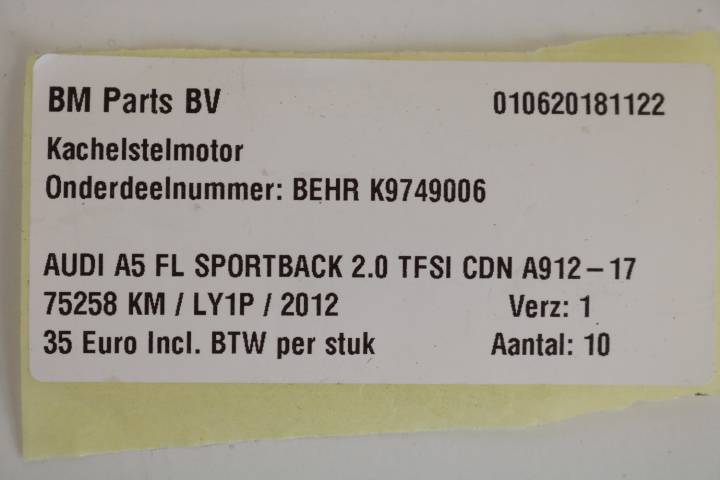 BM Parts BV 010620181122
Kachelstelmotor
Onderdeelnummer: BEHR K9749006
AUDI A5 FL SPORTBACK 2.0 TFSI CDN A912-17
75258 KM / LY1P / 2012 Verz: 1
35 Euro Incl. BTW per stuk Aantal: 10